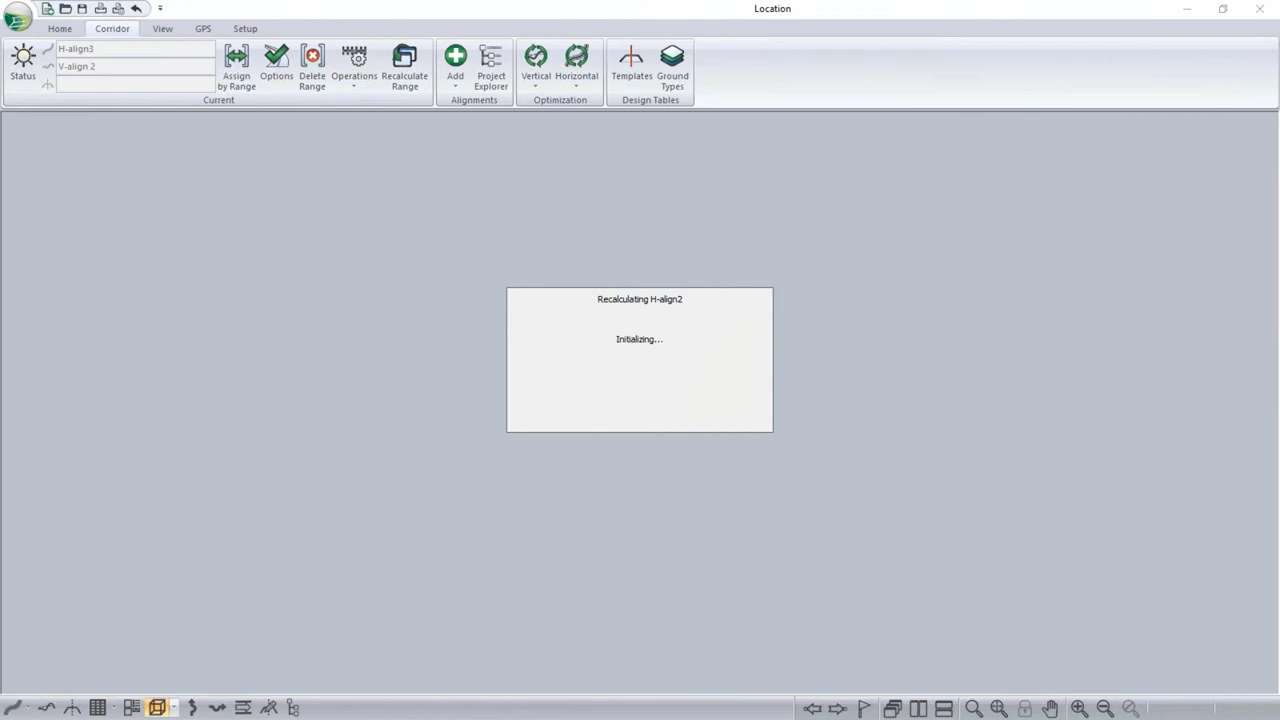 Location
Home Corridor View GPS Setup
H-align3
V-align 2
Status
Assign by Range
Options
Delete Range
Operations
Recalculate Range
Add
Project Explorer
Vertical
Horizontal
Templates
Ground Types
Current
Alignments
Optimization
Design Tables
Recalculating H-align2
Initializing...